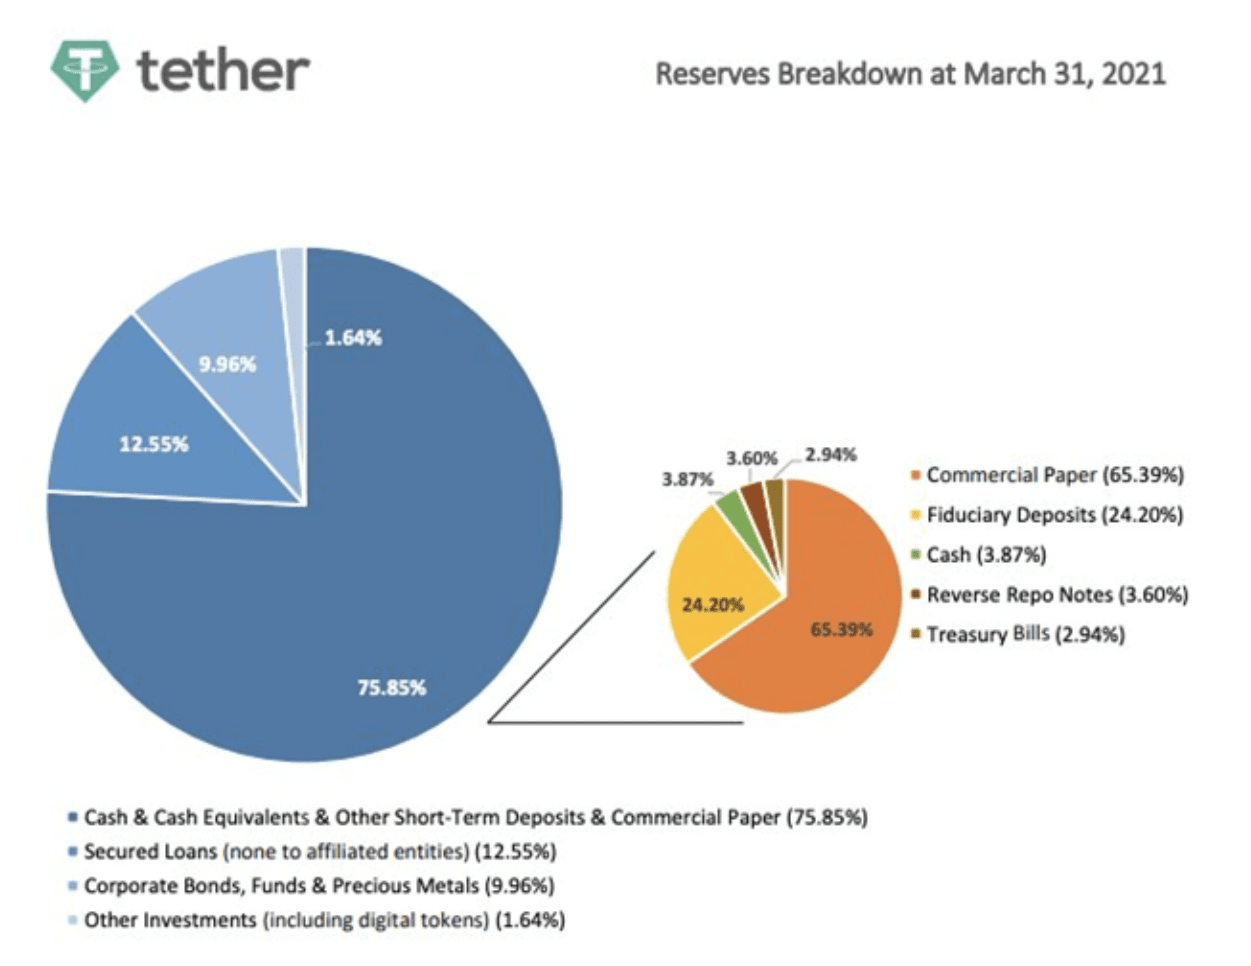 tether
Reserves Breakdown at March 31, 2021
1.64%
9.96%
12.55%
75.85%
3.87%
3.60%
2.94%
24.20%
65.39%
Commercial Paper (65.39%)
Fiduciary Deposits (24.20%)
Cash (3.87%)
Reverse Repo Notes (3.60%)
Treasury Bills (2.94%)
Cash & Cash Equivalents & Other Short-Term Deposits & Commercial Paper (75.85%)
Secured Loans (none to affiliated entities) (12.55%)
Corporate Bonds, Funds & Precious Metals (9.96%)
Other Investments (including digital tokens) (1.64%)